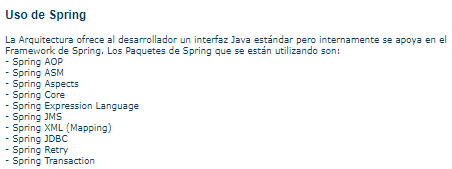 Uso de Spring
La Arquitectura ofrece al desarrollador un interfaz Java estándar pero internamente se apoya en el
Framework de Spring. Los Paquetes de Spring que se están utilizando son:
- Spring AOP
- Spring ASM
- Spring Aspects
- Spring Core
- Spring Expression Language
- Spring JMS
- Spring XML (Mapping)
- Spring JDBC
- Spring Retry
- Spring Transaction